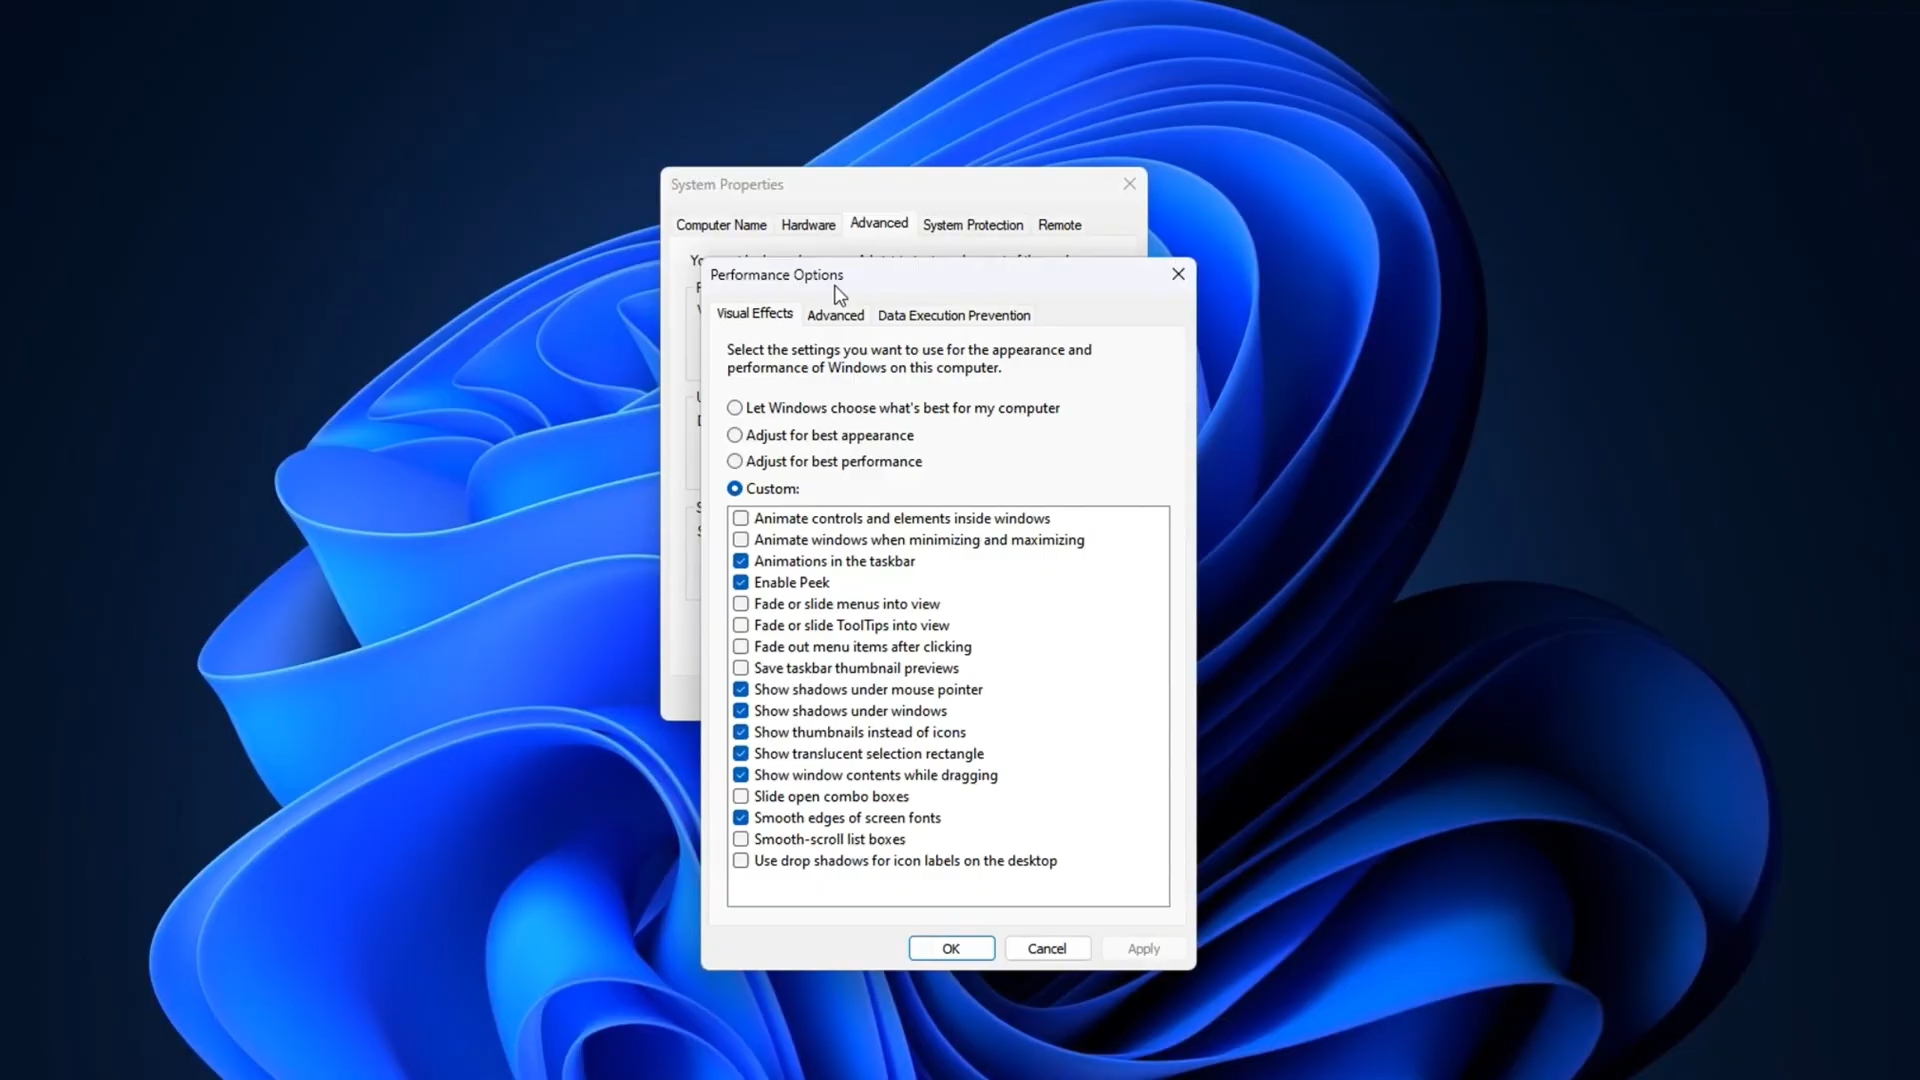 System Properties
Computer Name Hardware Advanced System Protection Remote
Performance Options
Visual Effects Advanced Data Execution Prevention
Select the settings you want to use for the appearance and
performance of Windows on this computer.
Let Windows choose what's best for my computer
Adjust for best appearance
Adjust for best performance
Custom:
Animate controls and elements inside windows
Animate windows when minimizing and maximizing
Animations in the taskbar
Enable Peek
Fade or slide menus into view
Fade or slide ToolTips into view
Fade out menu items after clicking
Save taskbar thumbnail previews
Show shadows under mouse pointer
Show shadows under windows
Show thumbnails instead of icons
Show translucent selection rectangle
Show window contents while dragging
Slide open combo boxes
Smooth edges of screen fonts
Smooth-scroll list boxes
Use drop shadows for icon labels on the desktop
OK Cancel Apply